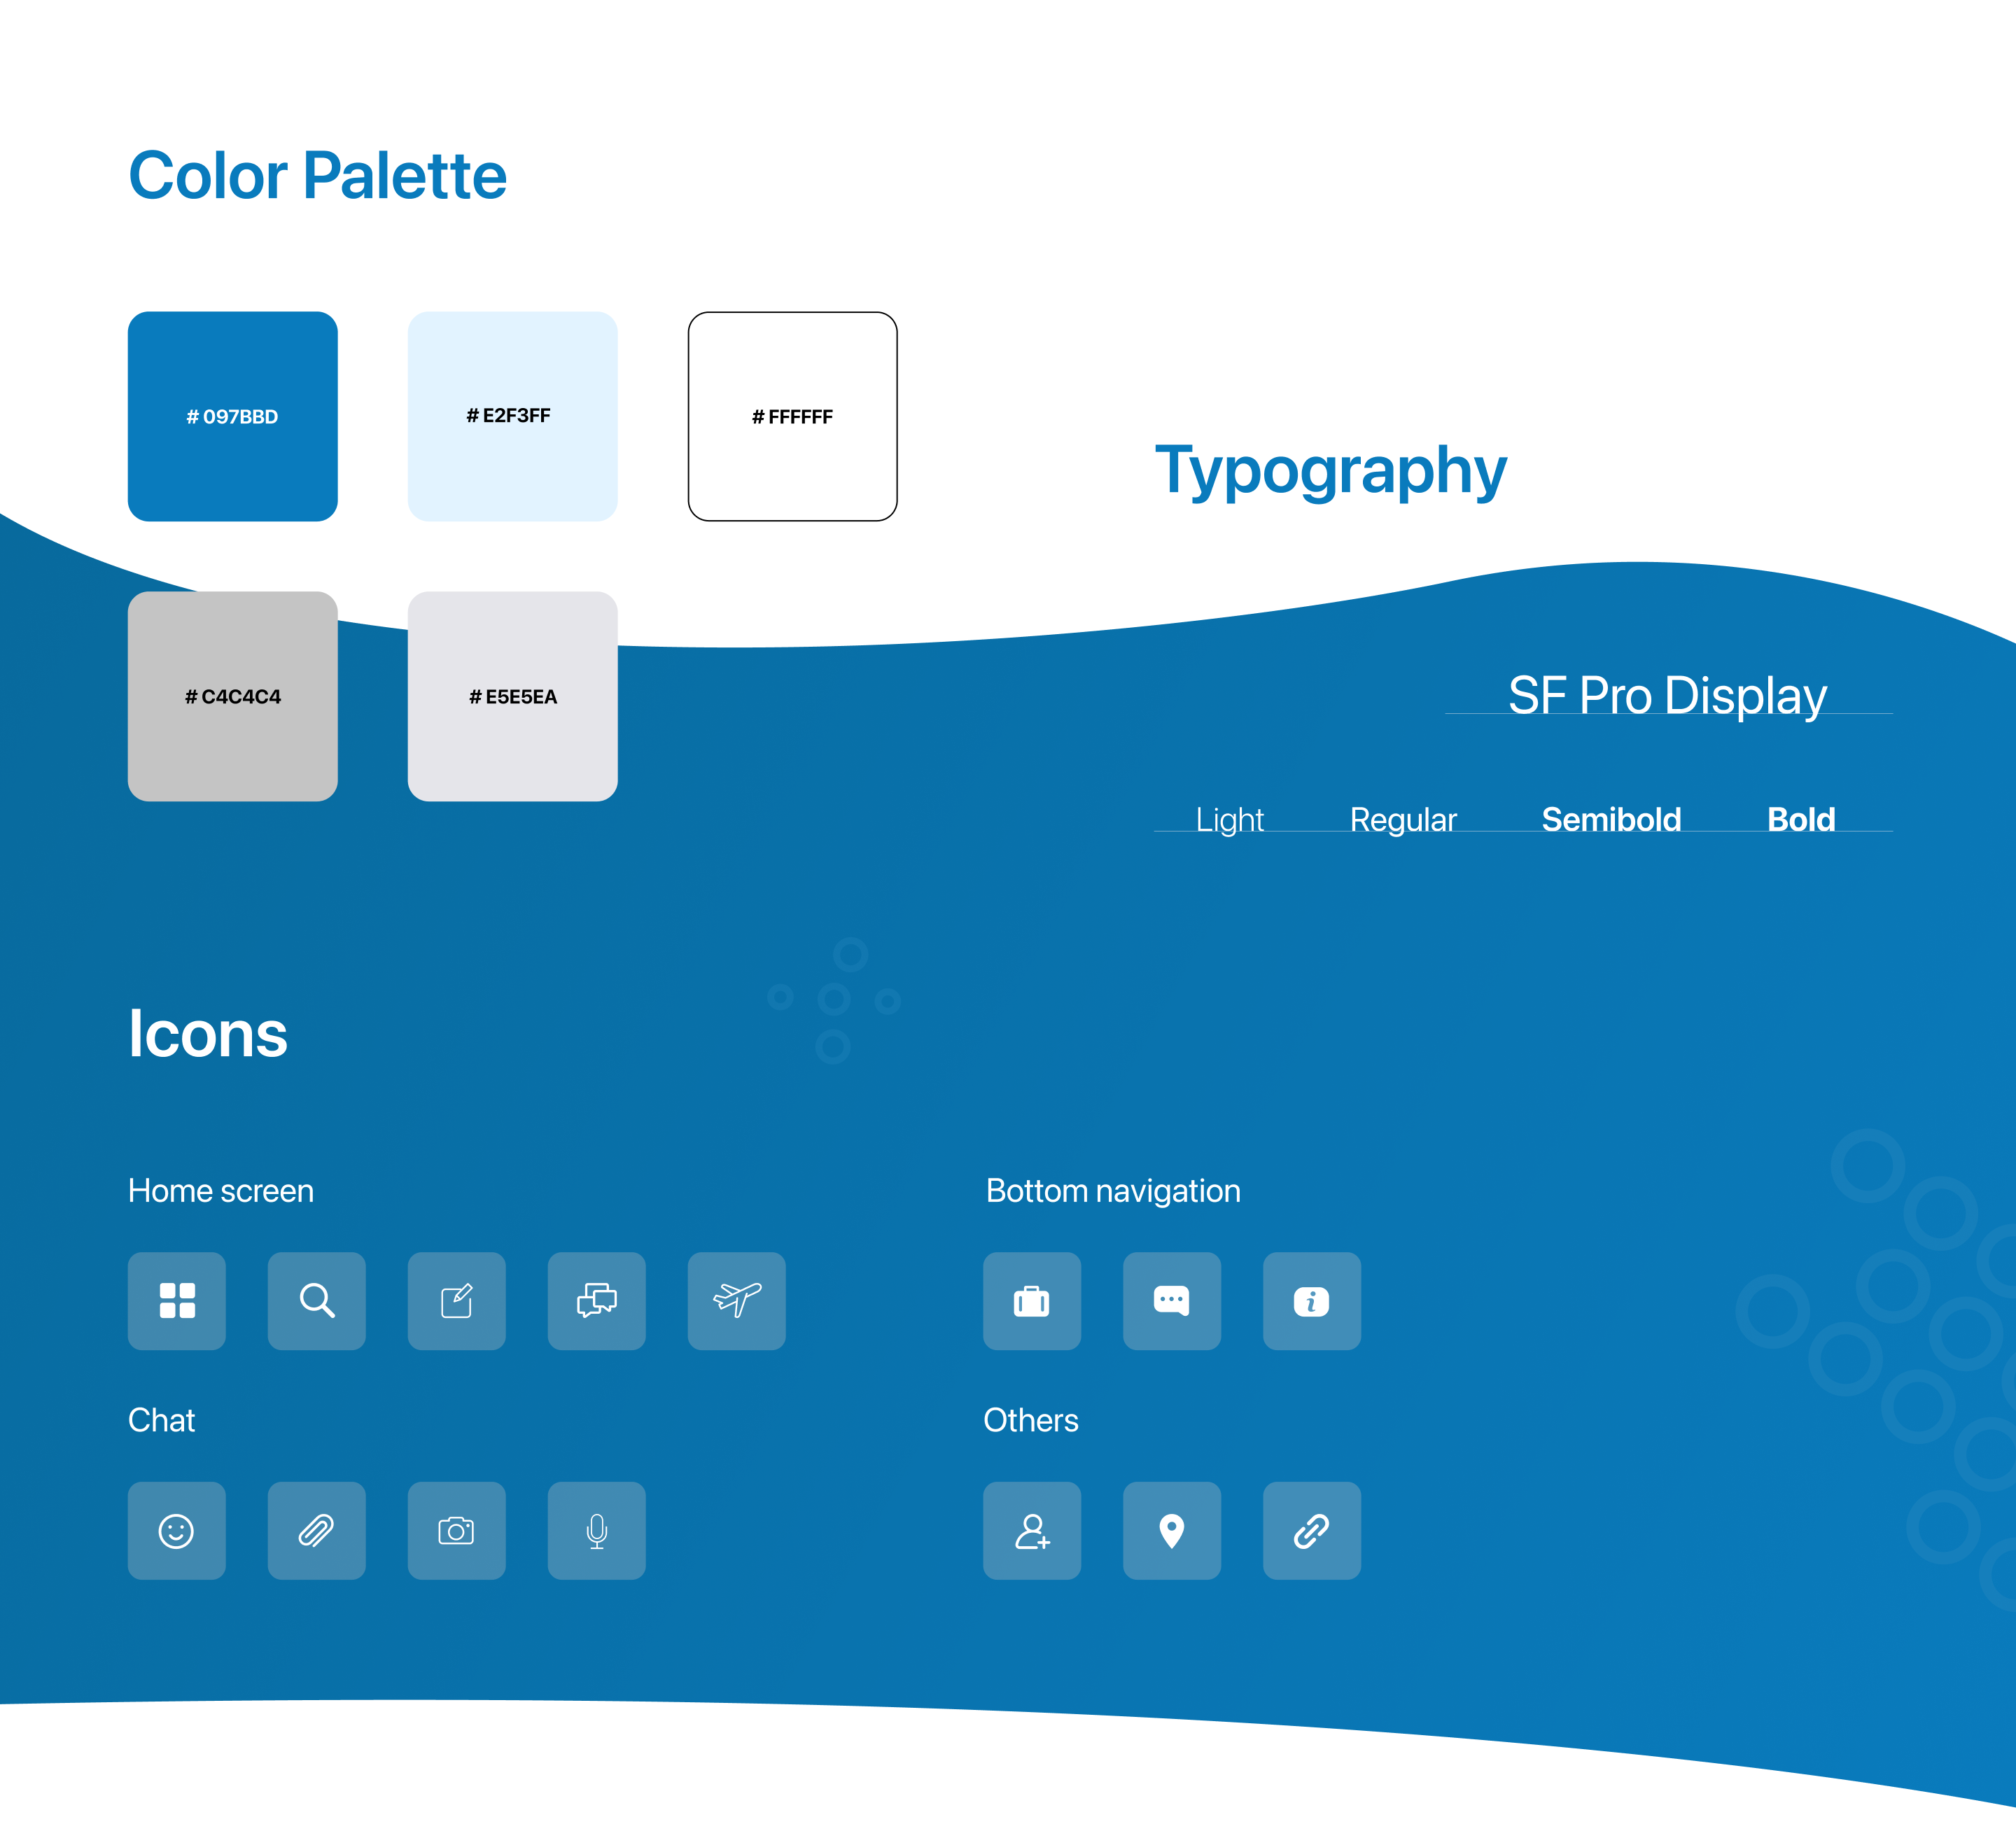 Color Palette
# 097BBD
# E2F3FF
# FFFFFF
Typography
# C4C4C4
# E5E5EA
SF Pro Display
Light
Regular
Semibold
Bold
Icons
Home screen
Bottom navigation
Chat
Others